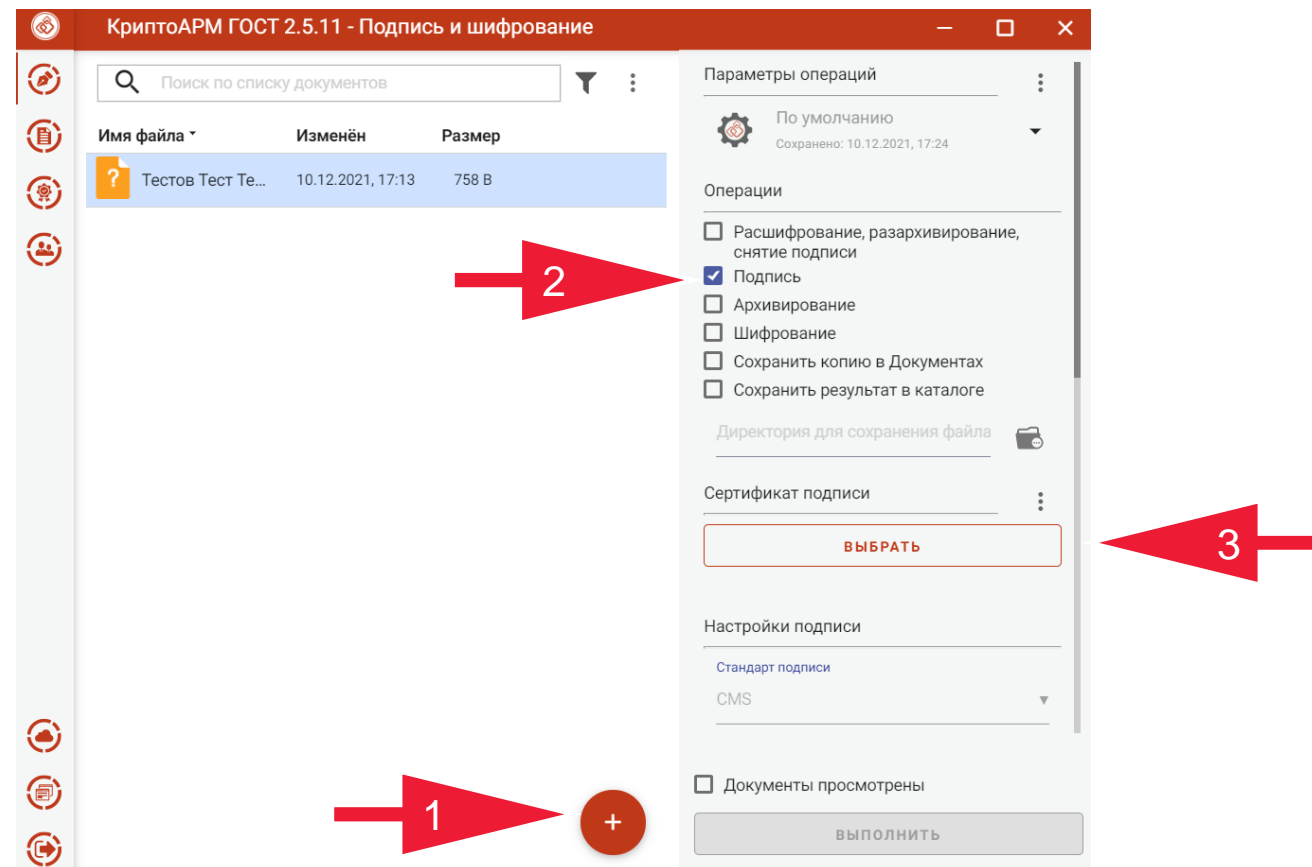 КриптоАРМ ГОСТ 2.5.11 - Подпись и шифрование
Поиск по списку документов
Имя файла Изменён Размер
? Тестов Тест Те... 10.12.2021, 17:13 758 В
Параметры операций
По умолчанию
Сохранено: 10.12.2021, 17:24
Операции
Расшифрование, разархивирование,
снятие подписи
2
Подпись
Архивирование
Шифрование
Сохранить копию в Документах
Сохранить результат в каталоге
Директория для сохранения файла
Сертификат подписи
ВЫБРАТЬ
3
Настройки подписи
Стандарт подписи
CMS
1
+
Документы просмотрены
ВЫПОЛНИТЬ